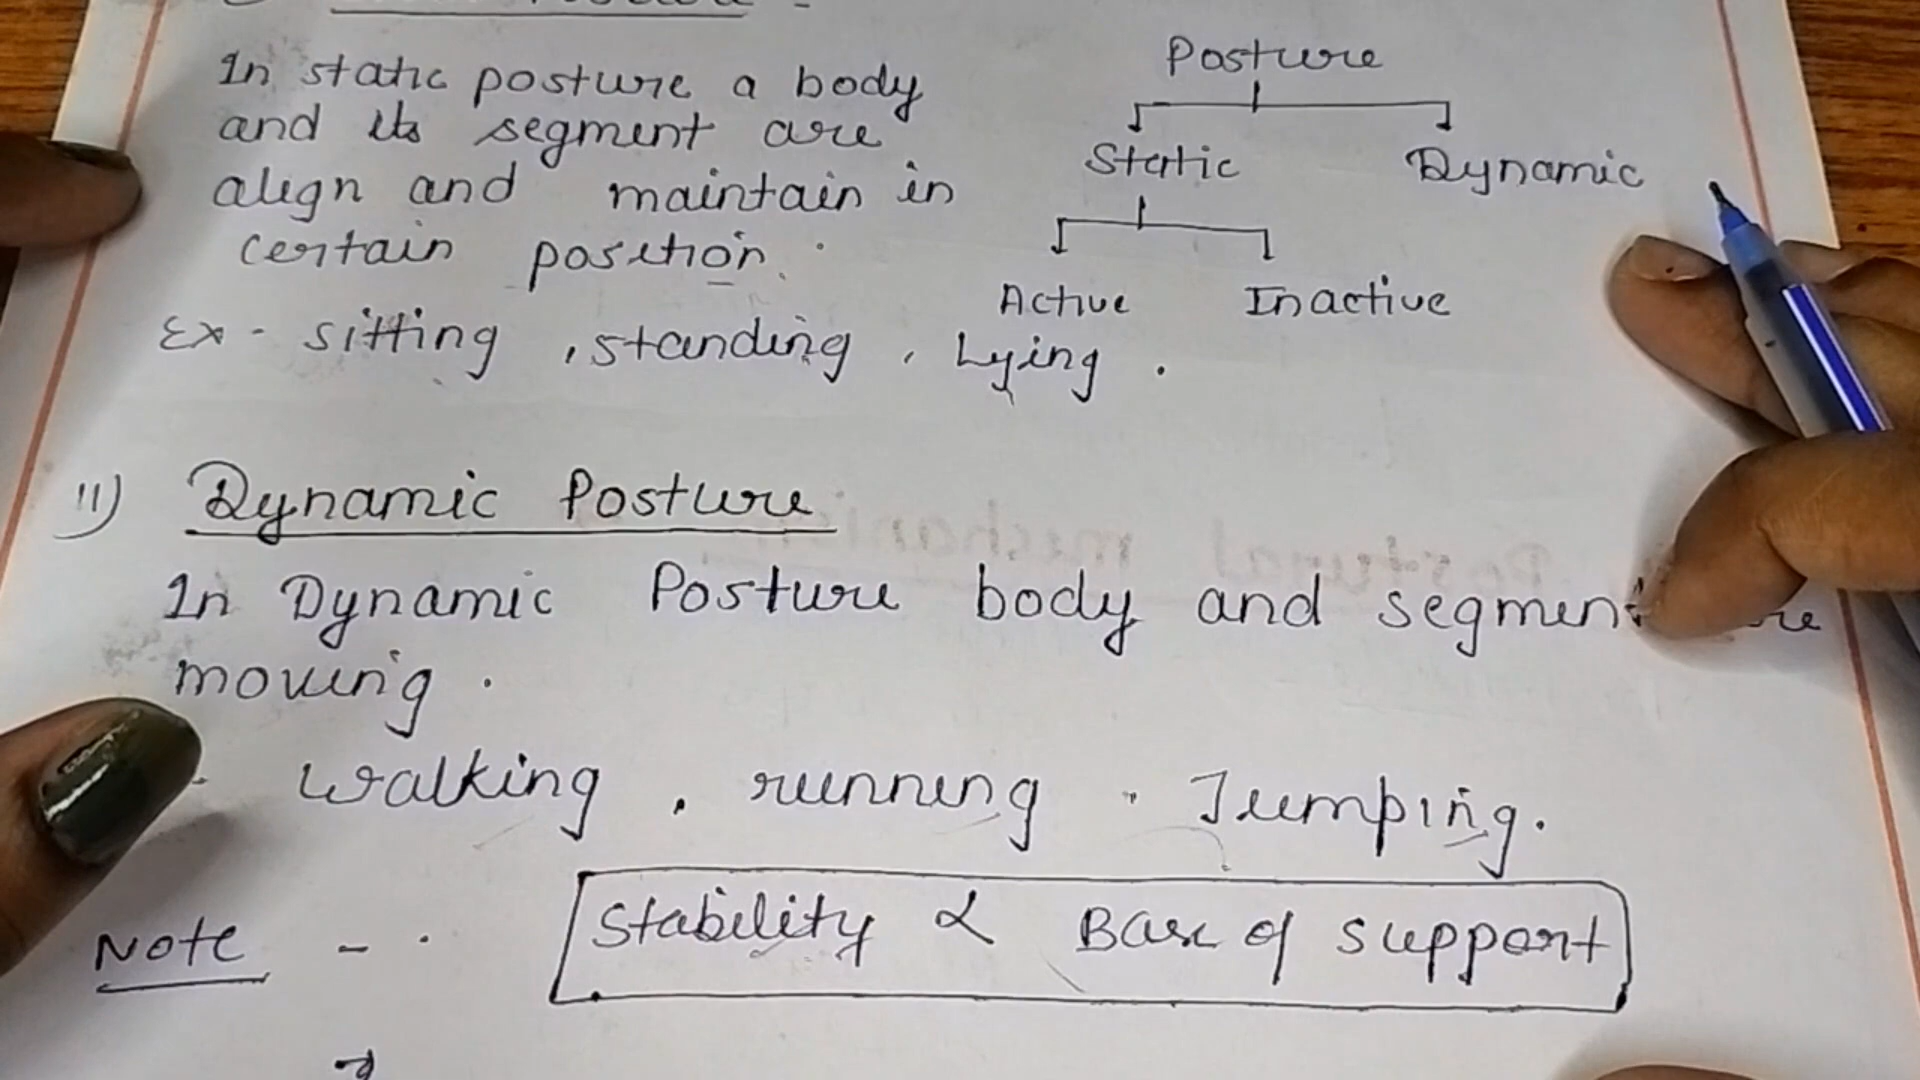 In static posture a body
and its segment are
align and maintain in
certain position.
Ex - sitting, standing, Lying.
Posture
Static Dynamic
Active Inactive
II) Dynamic Posture
In Dynamic Posture body and segment
moving.
- Walking, running, Jumping.
Note - Stability α Base of support